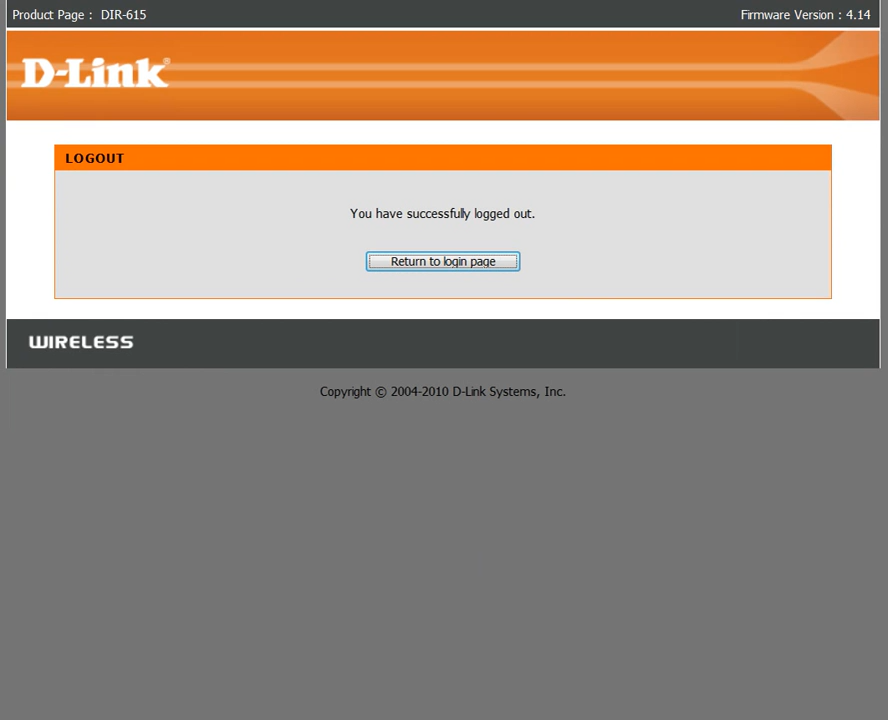 Product Page : DIR-615
Firmware Version : 4.14
D-Link®
LOGOUT
You have successfully logged out.
Return to login page
WIRELESS
Copyright © 2004-2010 D-Link Systems, Inc.